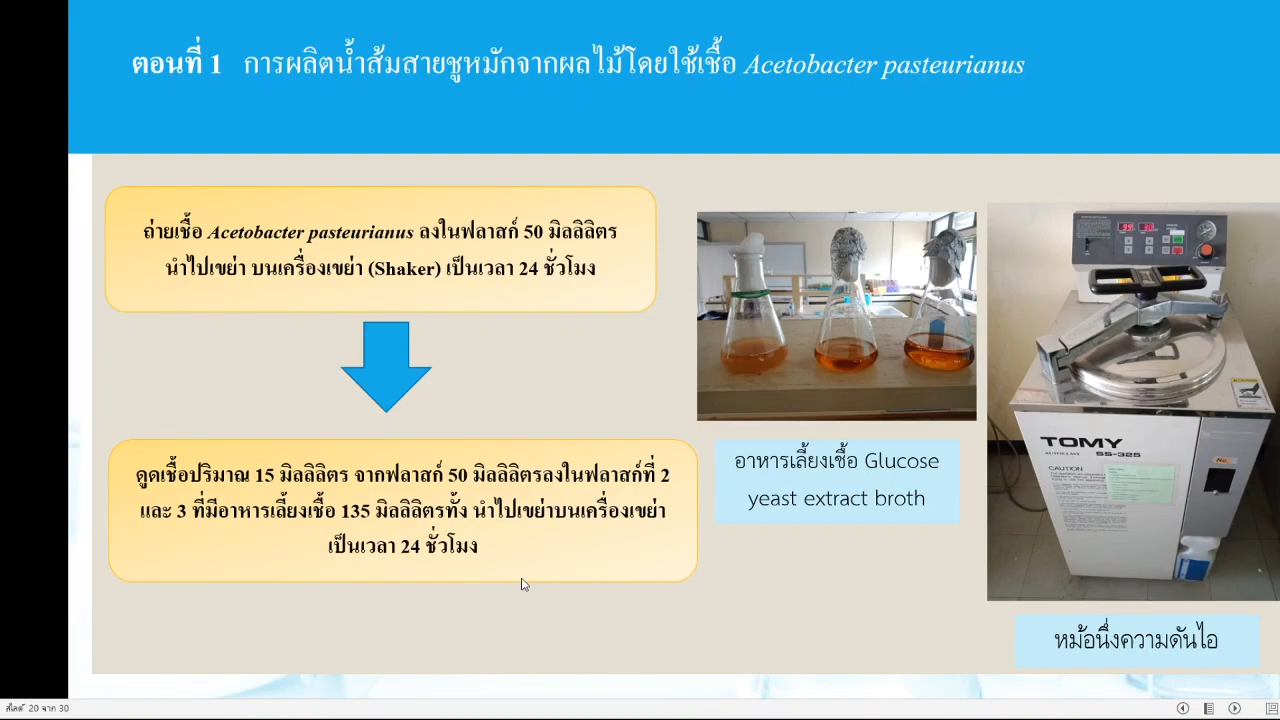 ตอนที่ 1 การผลิตน้ำส้มสายชูหมักจากผลไม้โดยใช้เชื้อ Acetobacter pasteurianus
ถ่ายเชื้อ Acetobacter pasteurianus ลงในฟลาสก์ 50 มิลลิลิตร
นำไปเขย่า บนเครื่องเขย่า (Shaker) เป็นเวลา 24 ชั่วโมง
ดูดเชื้อปริมาณ 15 มิลลิลิตร จากฟลาสก์ 50 มิลลิลิตรลงในฟลาสก์ที่ 2
และ 3 ที่มีอาหารเลี้ยงเชื้อ 135 มิลลิลิตรทั้ง นำไปเขย่าบนเครื่องเขย่า
เป็นเวลา 24 ชั่วโมง
อาหารเลี้ยงเชื้อ Glucose
yeast extract broth
TOMY
SS-325
CAUTION
หม้อนึ่งความดันไอ
สไลด์ 20 จาก 30